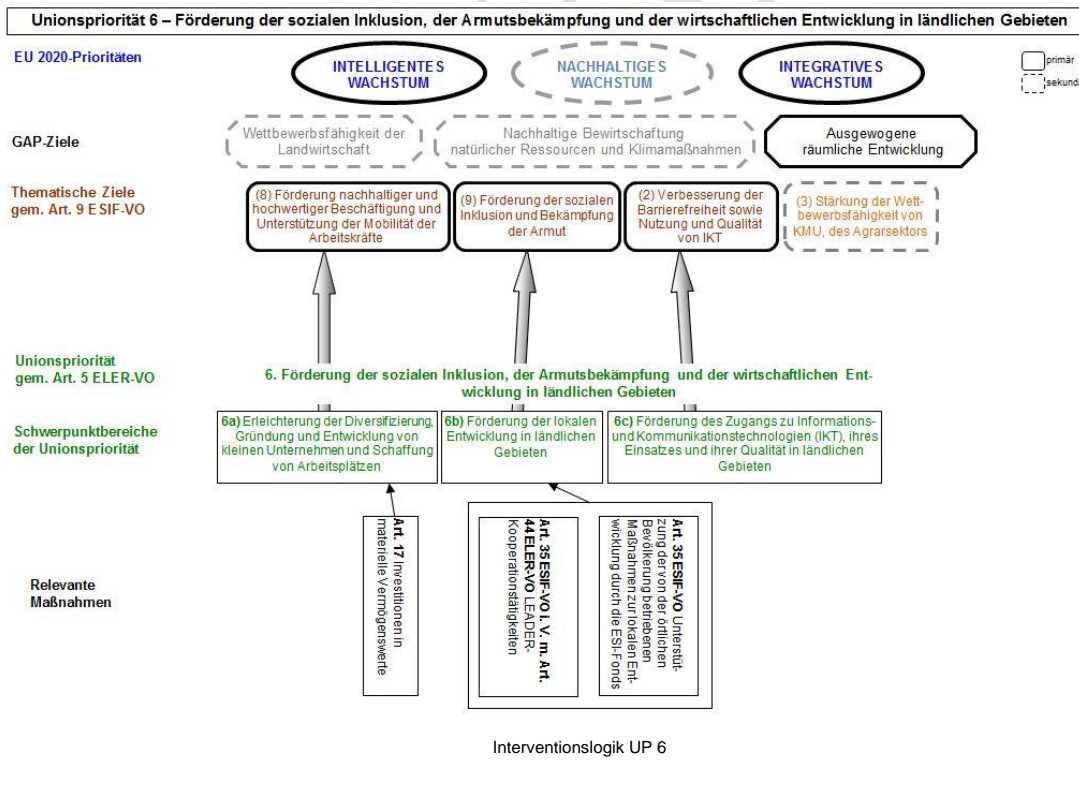 Unionspriorität 6 – Förderung der sozialen Inklusion, der Armutsbekämpfung und der wirtschaftlichen Entwicklung in ländlichen Gebieten
EU 2020-Prioritäten
INTELLIGENTES
WACHSTUM
NACHHALTIGES
WACHSTUM
INTEGRATIVES
WACHSTUM
primär
sekund
GAP-Ziele
Wettbewerbsfähigkeit der
Landwirtschaft
Nachhaltige Bewirtschaftung
natürlicher Ressourcen und Klimamaßnahmen
Ausgewogene
räumliche Entwicklung
Thematische Ziele
gem. Art. 9 ESIF-VO
(8) Förderung nachhaltiger und
hochwertiger Beschäftigung und
Unterstützung der Mobilität der
Arbeitskräfte
(9) Förderung der sozialen
Inklusion und Bekämpfung
der Armut
(2) Verbesserung der
Barrierefreiheit sowie
Nutzung und Qualität
von IKT
(3) Stärkung der Wett-
bewerbsfähigkeit von
KMU, des Agrarsektors
Unionspriorität
gem. Art. 5 ELER-VO
6. Förderung der sozialen Inklusion, der Armutsbekämpfung und der wirtschaftlichen Ent-
wicklung in ländlichen Gebieten
Schwerpunktbereiche
der Unionspriorität
6a) Erleichterung der Diversifizierung,
Gründung und Entwicklung von
kleinen Unternehmen und Schaffung
von Arbeitsplätzen
6b) Förderung der lokalen
Entwicklung in ländlichen
Gebieten
6c) Förderung des Zugangs zu Informations-
und Kommunikationstechnologien (IKT), ihres
Einsatzes und ihrer Qualität in ländlichen
Gebieten
Relevante
Maßnahmen
Art. 17 Investitionen in
materielle Vermögenswerte
Art. 35 ESIF-VO i. V. m. Art.
44 ELER-VO LEADER-
Kooperationstätigkeiten
Art. 35 ESIF-VO Unterstüt-
zung der von der örtlichen
Bevölkerung betriebenen
Maßnahmen zur lokalen Ent-
wicklung durch die ESI-Fonds
Interventionslogik UP 6